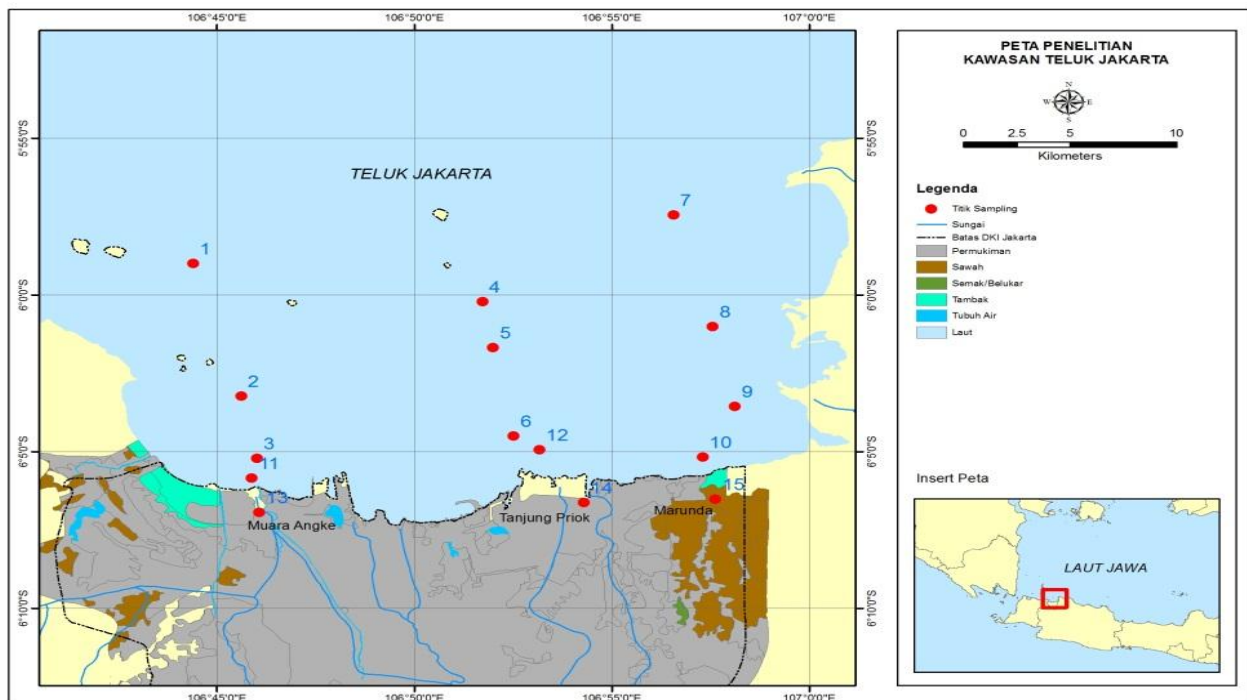 106°45'0"E
106°50'0"E
106°55'0"E
107°0'0"E
5°55'0"S
6°0'0"S
6°5'0"S
6°10'0"S
5°55'0"S
6°0'0"S
6°5'0"S
6°10'0"S
TELUK JAKARTA
1
2
3
4
5
6
7
8
9
10
11
12
13
14
15
Muara Angke
Tanjung Priok
Marunda
106°45'0"E
106°50'0"E
106°55'0"E
107°0'0"E
PETA PENELITIAN
KAWASAN TELUK JAKARTA
N
W E
S
0 2.5 5 10
Kilometers
Legenda
Titik Sampling
Sungai
Batas DKI Jakarta
Permukiman
Sawah
Semak/Belukar
Tambak
Tubuh Air
Laut
Insert Peta
LAUT JAWA